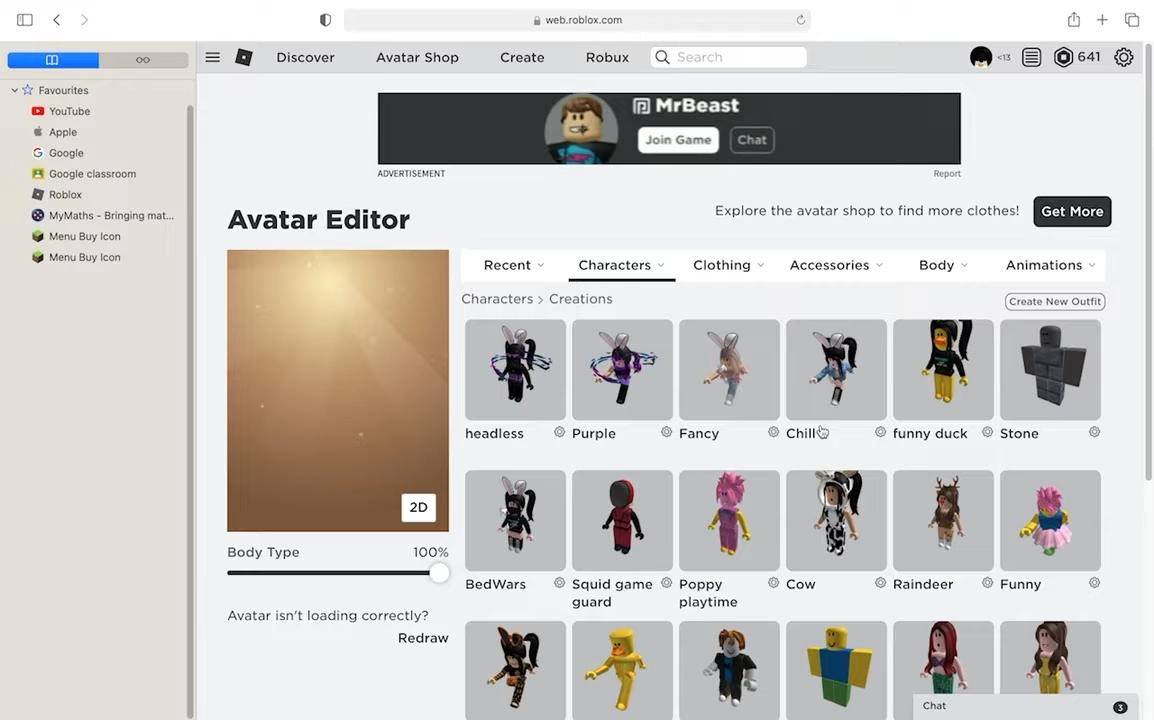 web.roblox.com
Discover
Avatar Shop
Create
Robux
Search
<13
641
Favourites
YouTube
Apple
Google
Google classroom
Roblox
MyMaths - Bringing mat...
Menu Buy Icon
Menu Buy Icon
MrBeast
Join Game
Chat
ADVERTISEMENT
Report
Avatar Editor
Explore the avatar shop to find more clothes!
Get More
Recent
Characters
Clothing
Accessories
Body
Animations
Characters > Creations
Create New Outfit
2D
Body Type
100%
Avatar isn't loading correctly?
Redraw
headless
Purple
Fancy
Chill
funny duck
Stone
BedWars
Squid game
guard
Poppy
playtime
Cow
Raindeer
Funny
Chat
3